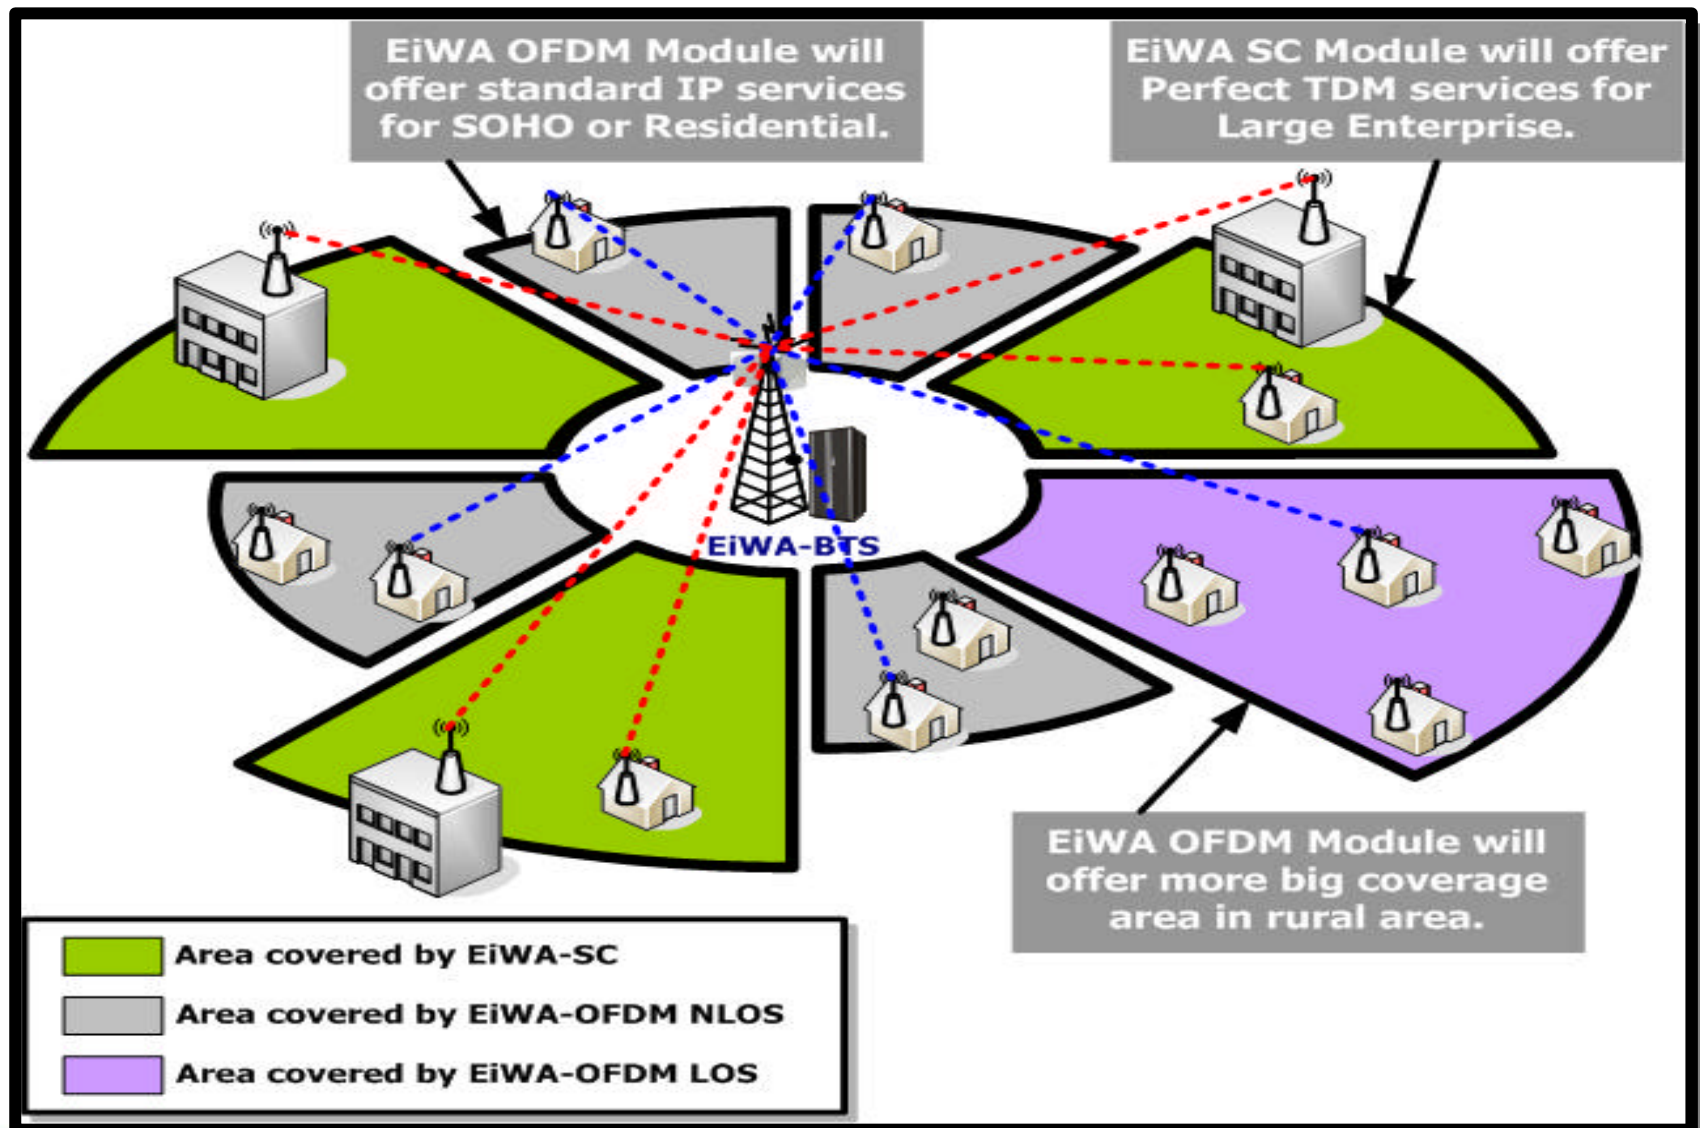 EiWA OFDM Module will
offer standard IP services
for SOHO or Residential.
EiWA SC Module will offer
Perfect TDM services for
Large Enterprise.
EiWA-BTS
EiWA OFDM Module will
offer more big coverage
area in rural area.
Area covered by EiWA-SC
Area covered by EiWA-OFDM NLOS
Area covered by EiWA-OFDM LOS